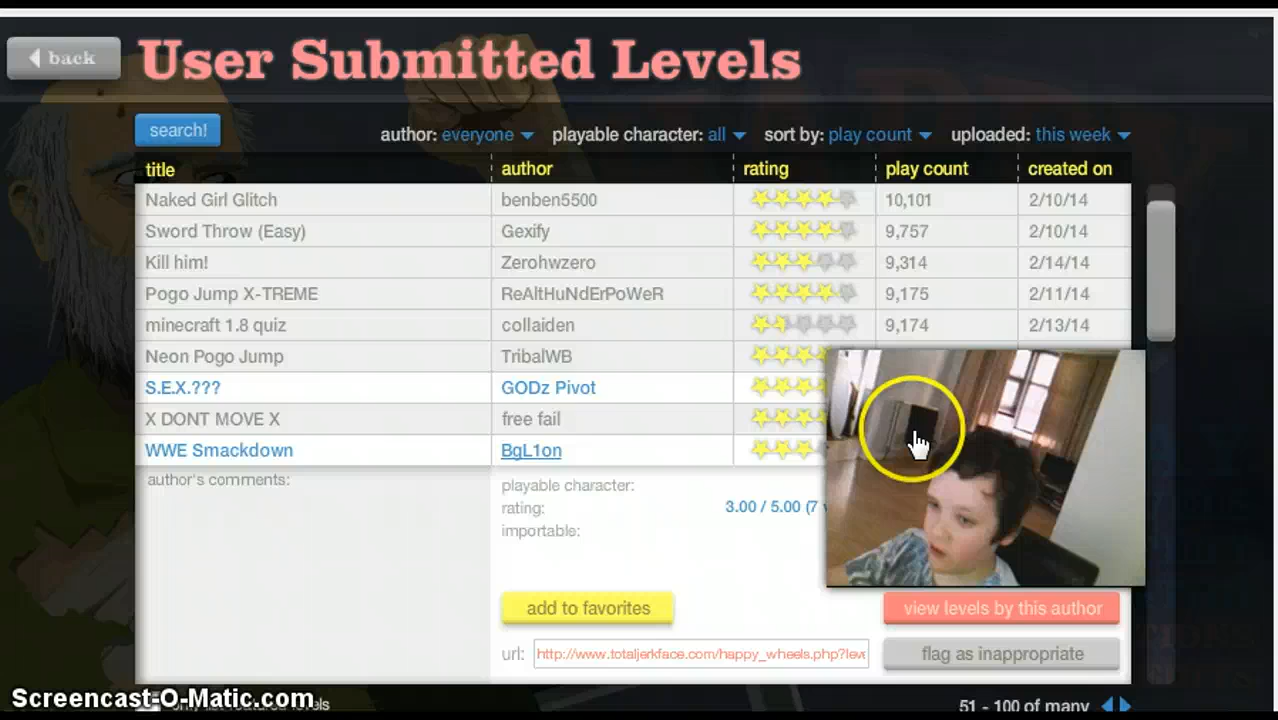 back
User Submitted Levels
search!
author: everyone playable character: all sort by: play count uploaded: this week
title author rating play count created on
Naked Girl Glitch benben5500 10,101 2/10/14
Sword Throw (Easy) Gexify 9,757 2/10/14
Kill him! Zerohwzero 9,314 2/14/14
Pogo Jump X-TREME ReAltHuNdErPoWeR 9,175 2/11/14
minecraft 1.8 quiz collaiden 9,174 2/13/14
Neon Pogo Jump TribalWB
S.E.X.??? GODz Pivot
X DONT MOVE X free fail
WWE Smackdown BgL1on
author's comments: playable character:
rating: 3.00 / 5.00 (7
importable:
add to favorites view levels by this author
url: http://www.totaljerkface.com/happy_wheels.php?leve flag as inappropriate
Screencast-O-Matic.com only list featured levels 51 - 100 of many